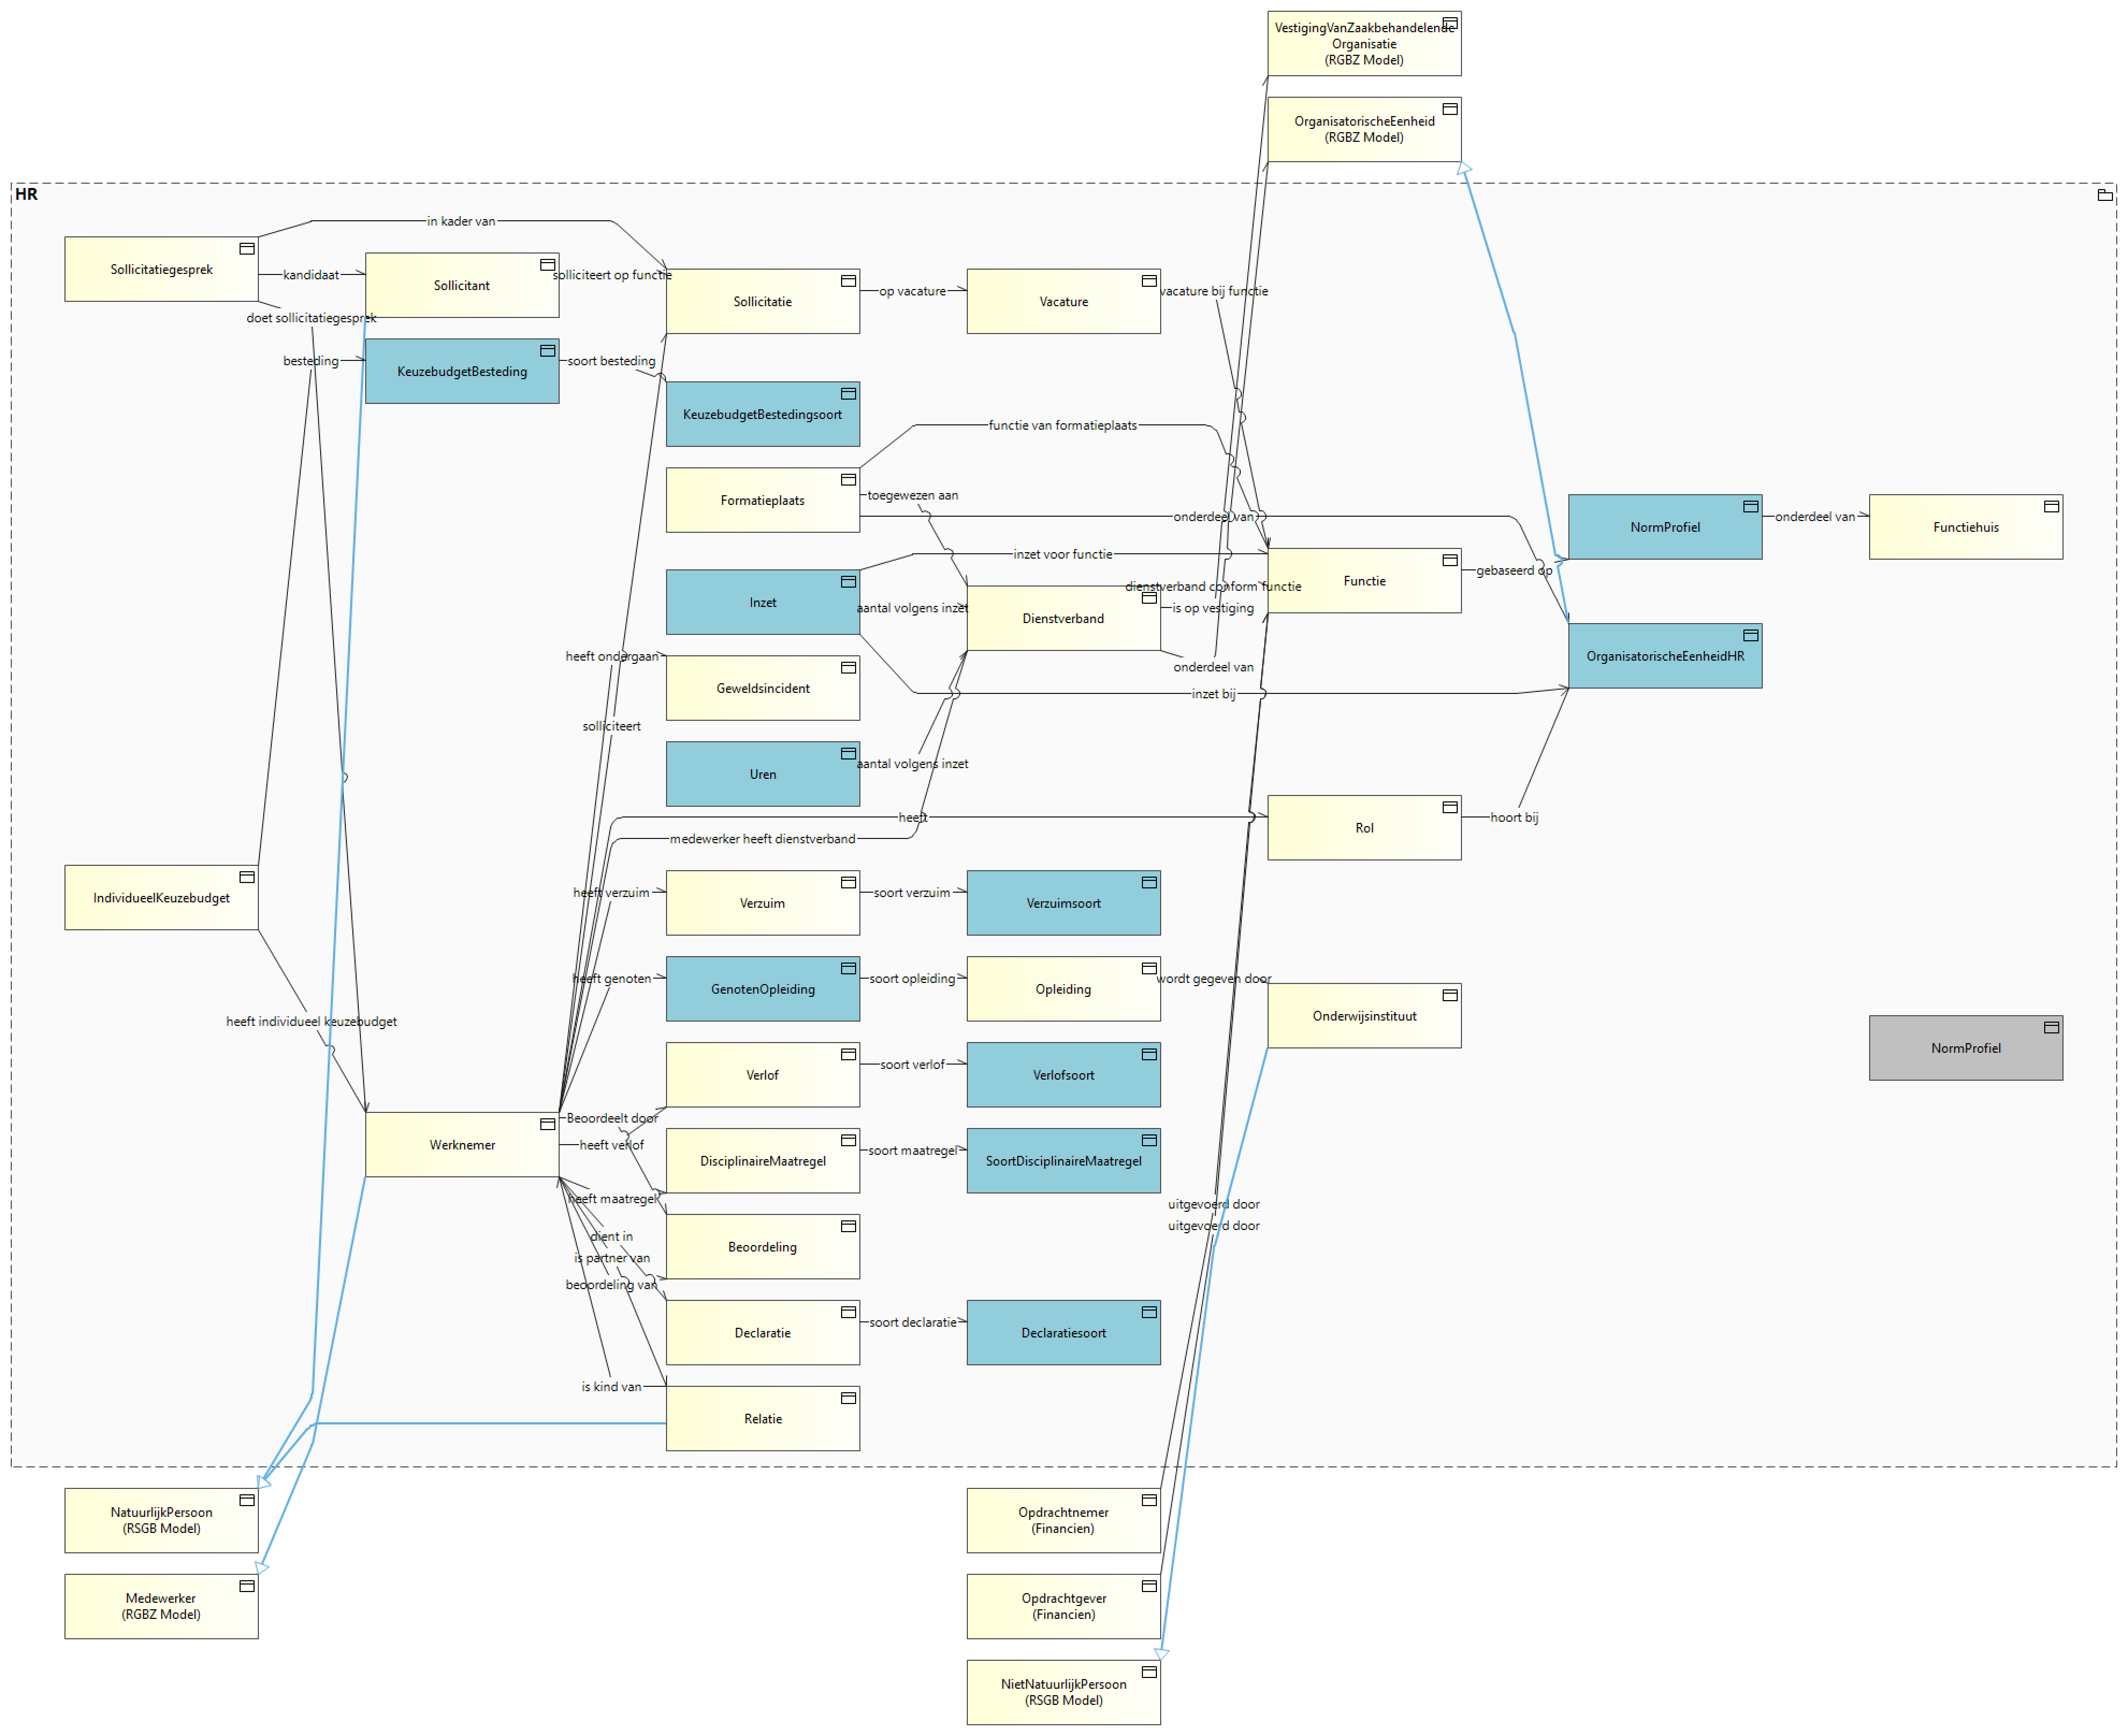 VestigingVanZaakbehandelende
Organisatie
(RGBZ Model)
OrganisatorischeEenheid
(RGBZ Model)
HR
in kader van
Sollicitatiegesprek
kandidaat
Sollicitant
solliciteert op functie
Sollicitatie
op vacature
Vacature
vacature bij functie
doet sollicitatiegesprek
besteding
KeuzebudgetBesteding
soort besteding
KeuzebudgetBestedingsoort
functie van formatieplaats
Formatieplaats
toegewezen aan
onderdeel van
NormProfiel
onderdeel van
Functiehuis
inzet voor functie
Inzet
aantal volgens inzet
Dienstverband
dienstverband conform functie
is op vestiging
Functie
gebaseerd op
heeft ondergaan
Geweldsincident
onderdeel van
OrganisatorischeEenheidHR
inzet bij
solliciteert
Uren
aantal volgens inzet
heeft
Rol
hoort bij
medewerker heeft dienstverband
IndividueelKeuzebudget
heeft verzuim
Verzuim
soort verzuim
Verzuimsoort
heeft genoten
GenotenOpleiding
soort opleiding
Opleiding
wordt gegeven door
Onderwijsinstituut
heeft individueel keuzebudget
NormProfiel
Verlof
soort verlof
Verlofsoort
Beoordeelt door
Werknemer
heeft verlof
DisciplinaireMaatregel
soort maatregel
SoortDisciplinaireMaatregel
heeft maatregel
uitgevoerd door
uitgevoerd door
dient in
Beoordeling
is partner van
beoordeling van
Declaratie
soort declaratie
Declaratiesoort
is kind van
Relatie
NatuurlijkPersoon
(RSGB Model)
Opdrachtnemer
(Financien)
Medewerker
(RGBZ Model)
Opdrachtgever
(Financien)
NietNatuurlijkPersoon
(RSGB Model)